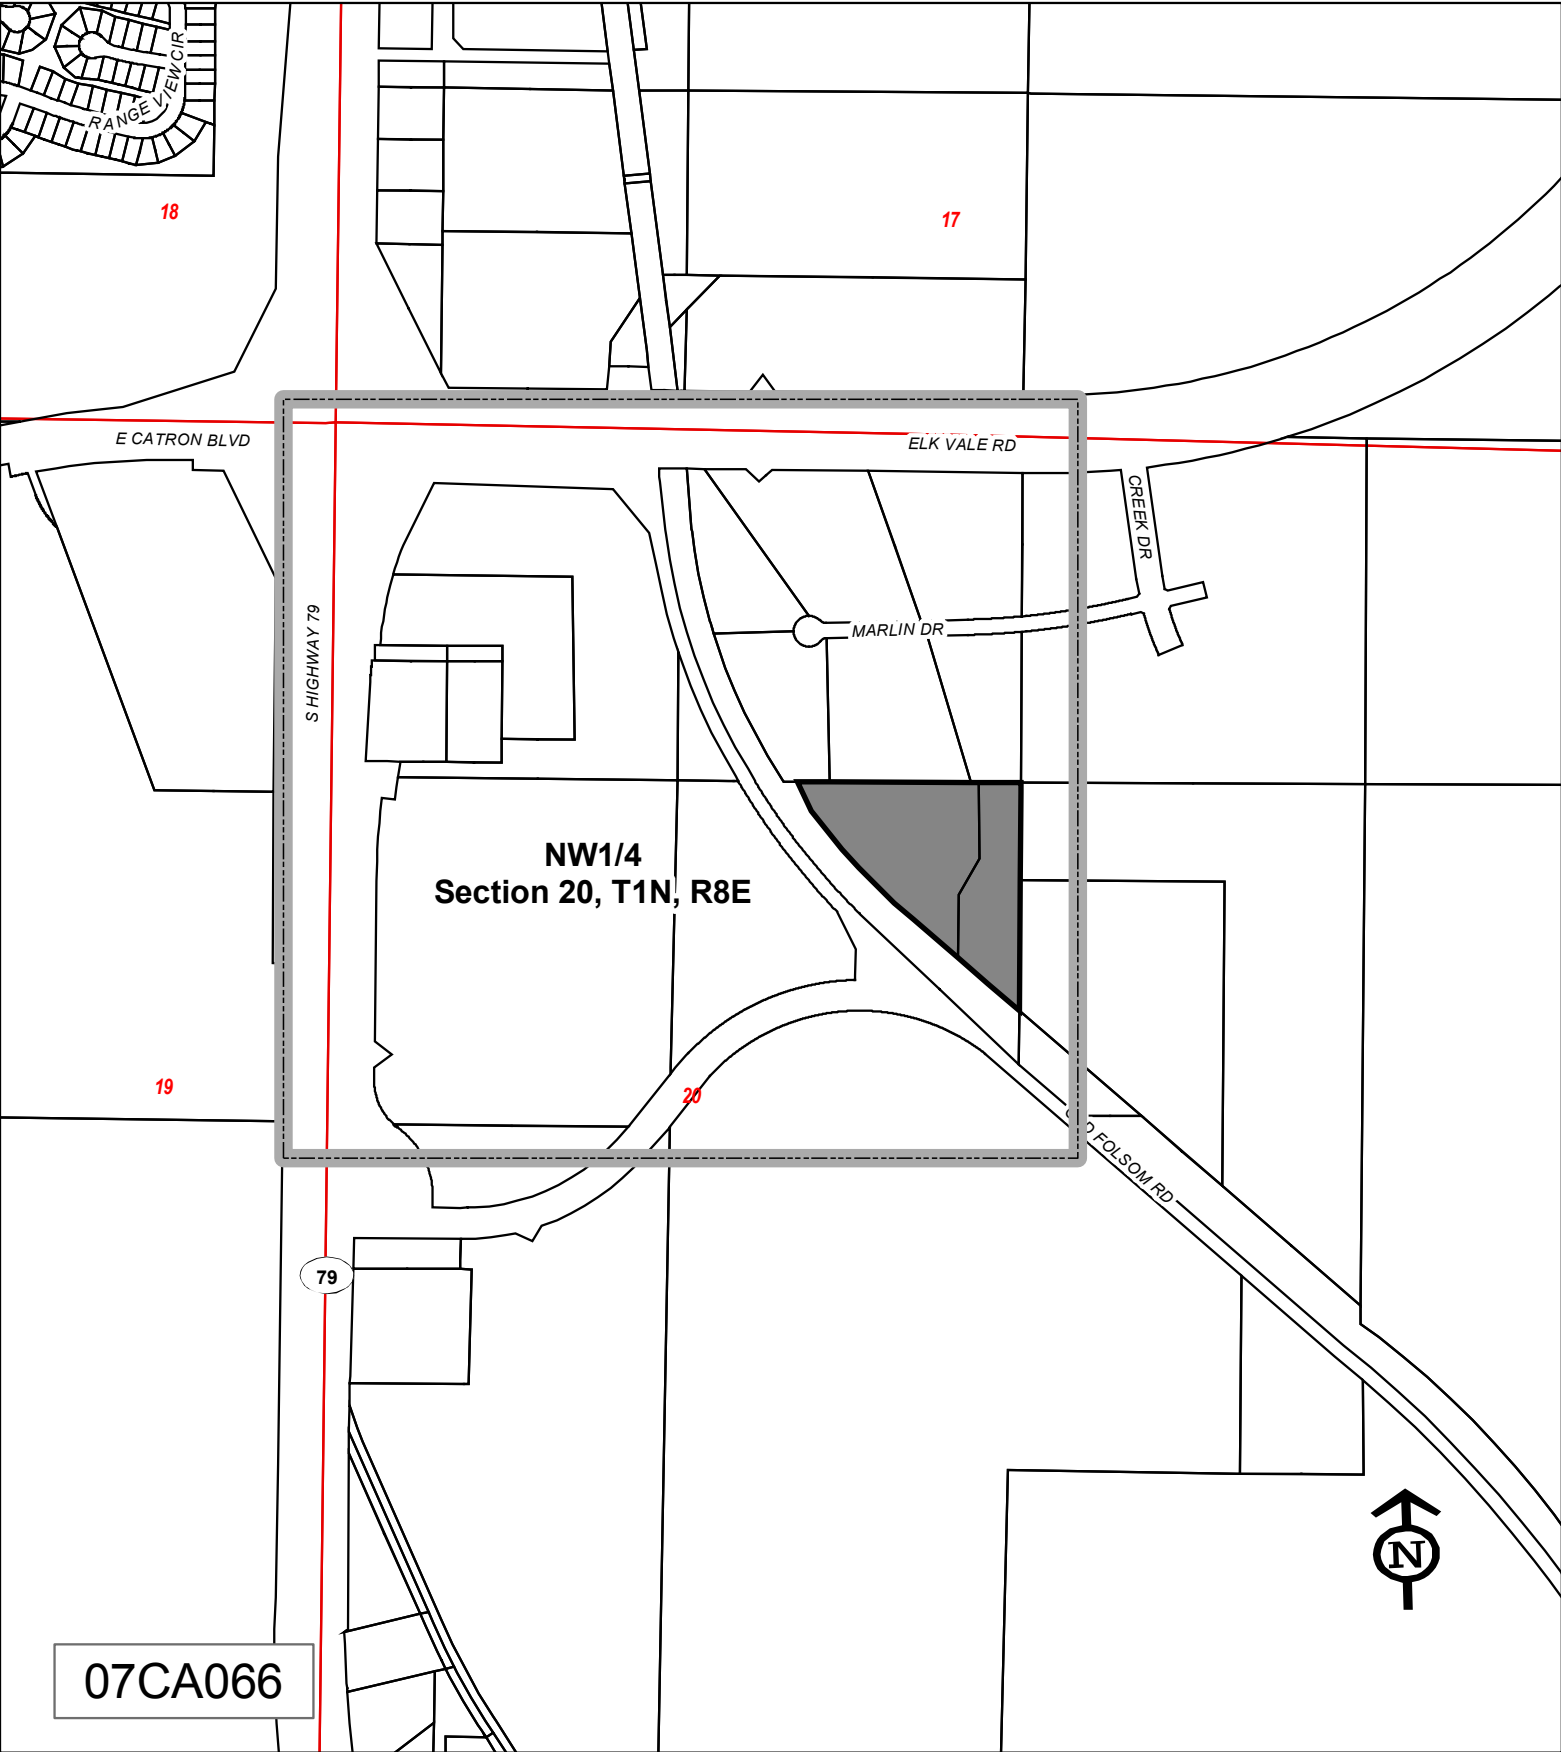 RANGE VIEW CIR
18
17
E CATRON BLVD
ELK VALE RD
CREEK DR
S HIGHWAY 79
MARLIN DR
NW1/4
Section 20, T1N, R8E
19
20
FOLSOM RD
79
N
07CA066